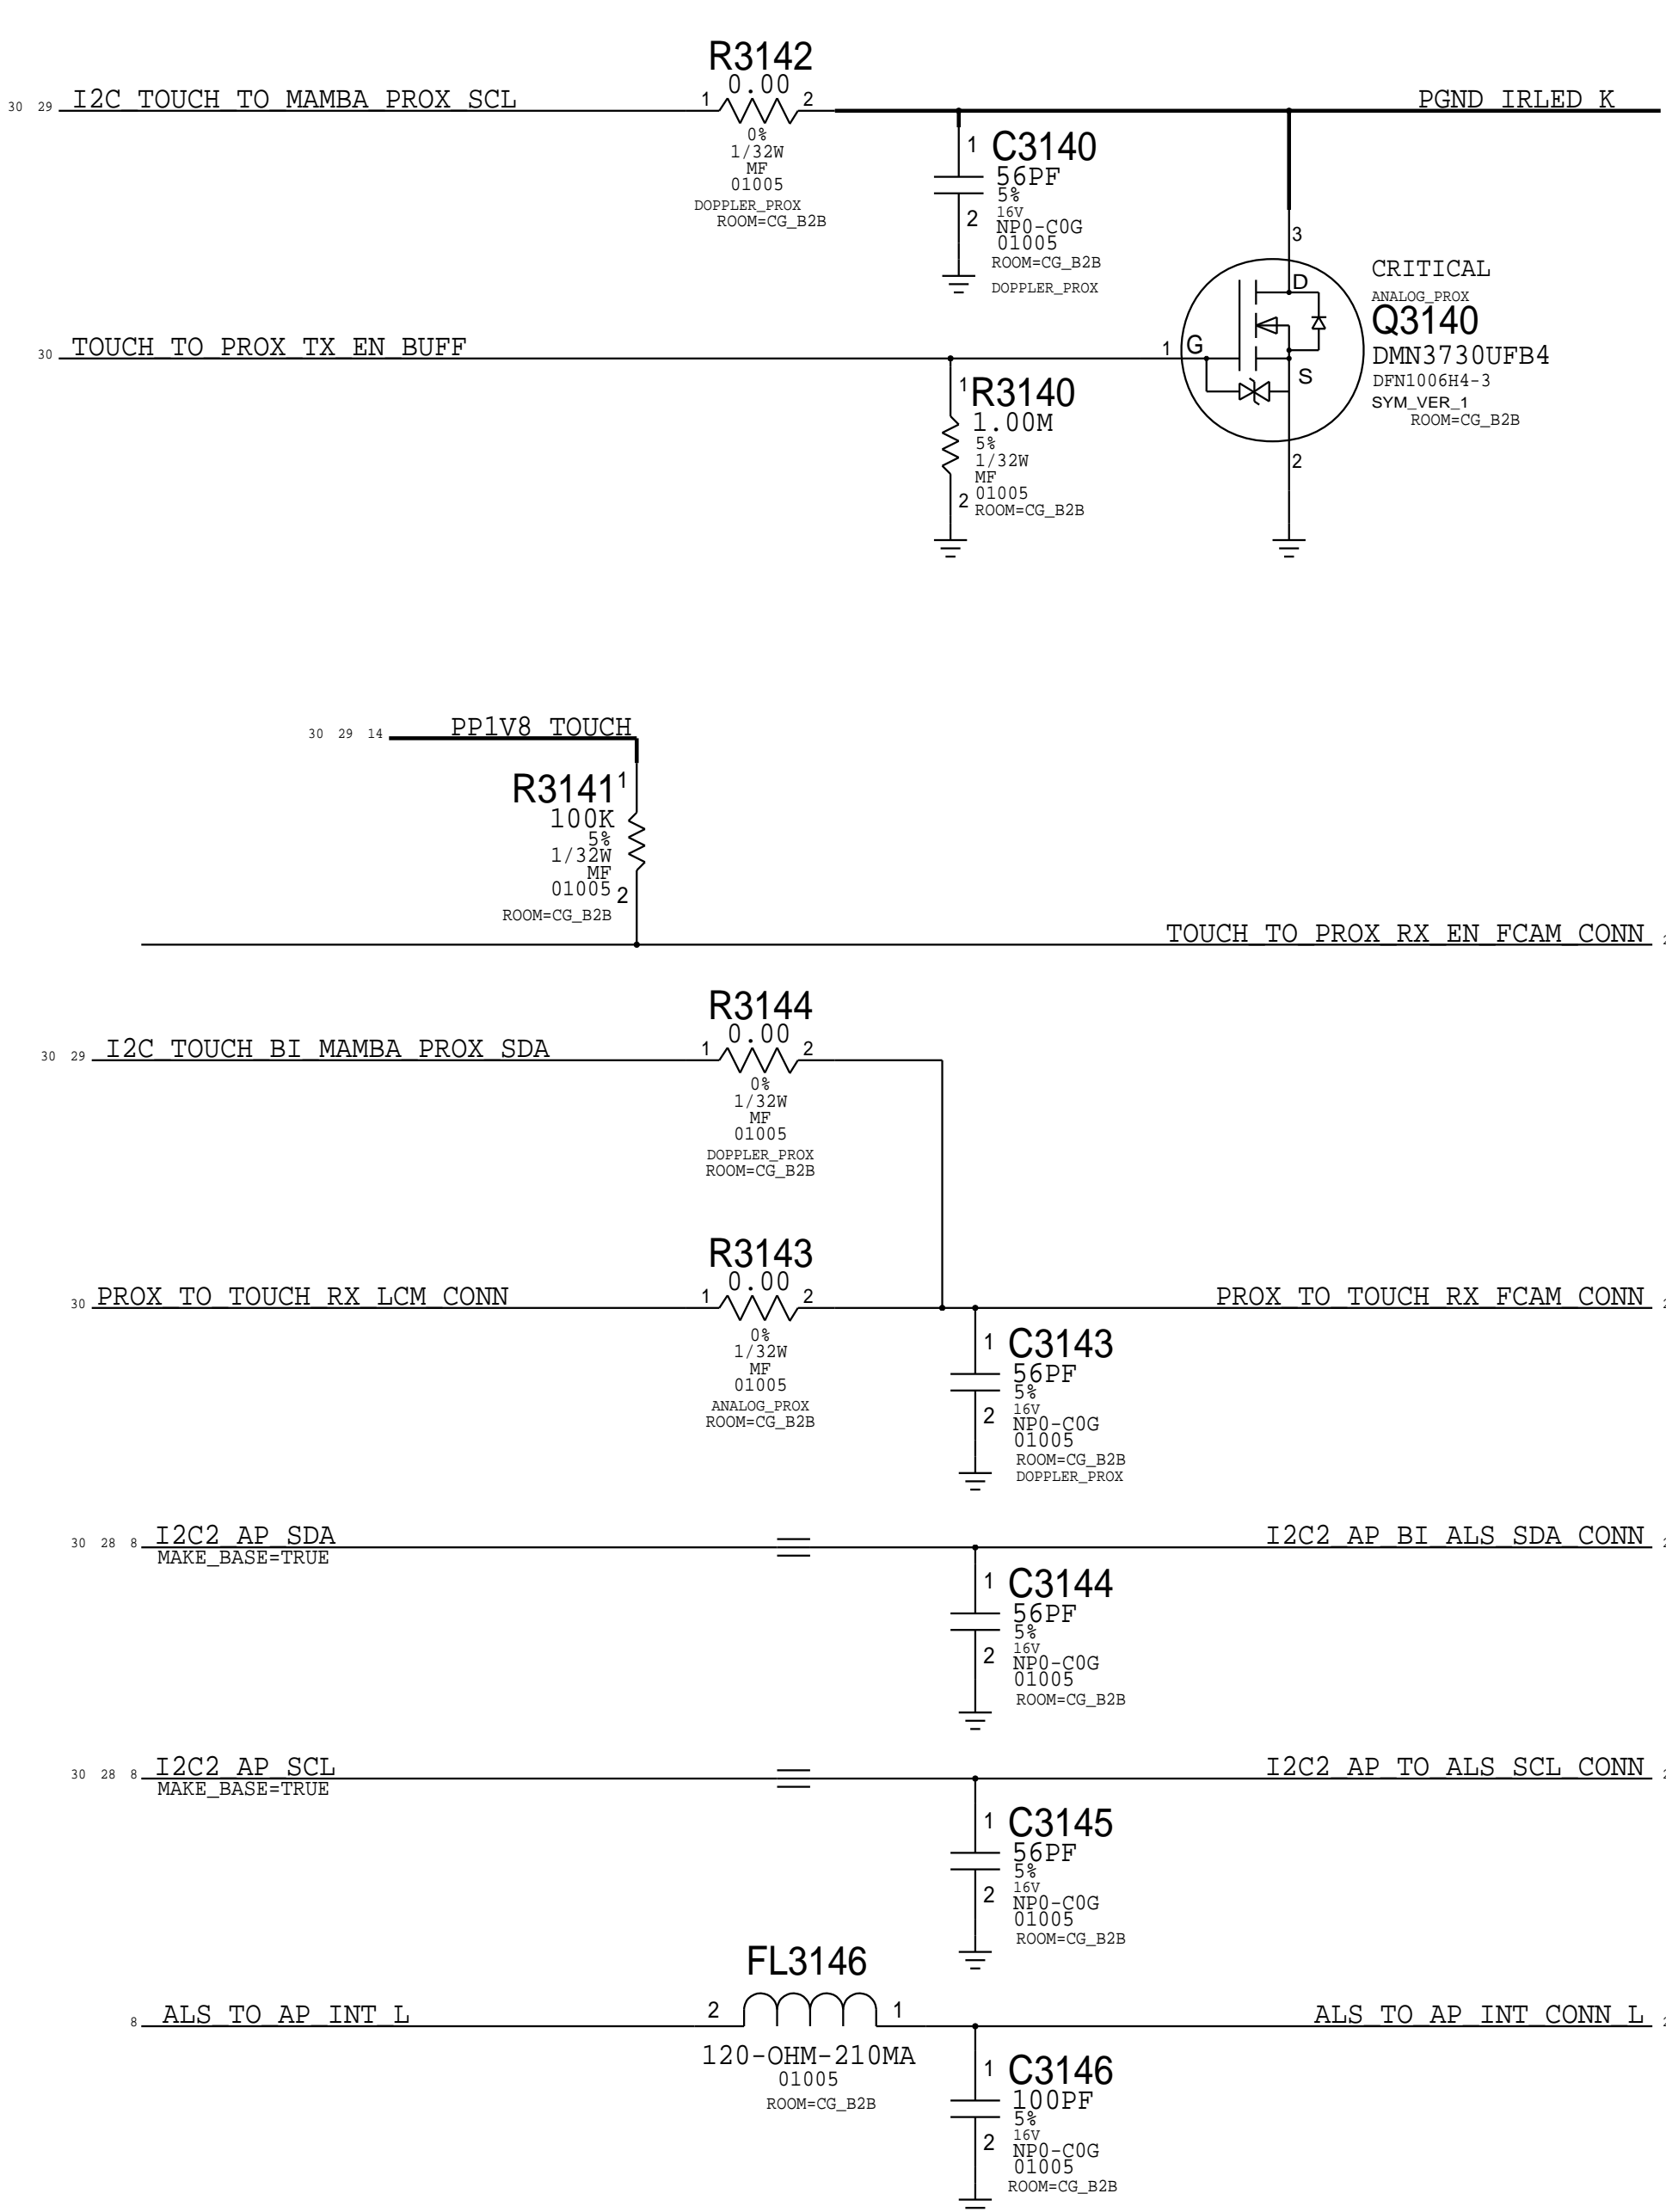 R3142
0.00
30 29 I2C_TOUCH_TO_MAMBA_PROX_SCL 1 2 PGND_IRLED_K
0%
1/32W
MF
01005
DOPPLER_PROX
ROOM=CG_B2B
1 C3140
56PF
5%
16V
2 NP0-C0G
01005
ROOM=CG_B2B
DOPPLER_PROX
3
D
CRITICAL
ANALOG_PROX
Q3140
DMN3730UFB4
DFN1006H4-3
SYM_VER_1
ROOM=CG_B2B
30 TOUCH_TO_PROX_TX_EN_BUFF 1 G
S
2
1 R3140
1.00M
5%
1/32W
MF
2 01005
ROOM=CG_B2B
30 29 14 PP1V8_TOUCH
R3141 1
100K
5%
1/32W
MF
01005 2
ROOM=CG_B2B
TOUCH_TO_PROX_RX_EN_FCAM_CONN
R3144
0.00
30 29 I2C_TOUCH_BI_MAMBA_PROX_SDA 1 2
0%
1/32W
MF
01005
DOPPLER_PROX
ROOM=CG_B2B
R3143
0.00
30 PROX_TO_TOUCH_RX_LCM_CONN 1 2 PROX_TO_TOUCH_RX_FCAM_CONN
0%
1/32W
MF
01005
ANALOG_PROX
ROOM=CG_B2B
1 C3143
56PF
5%
16V
2 NP0-C0G
01005
ROOM=CG_B2B
DOPPLER_PROX
30 28 8 I2C2_AP_SDA I2C2_AP_BI_ALS_SDA_CONN
MAKE_BASE=TRUE
1 C3144
56PF
5%
16V
2 NP0-C0G
01005
ROOM=CG_B2B
30 28 8 I2C2_AP_SCL I2C2_AP_TO_ALS_SCL_CONN
MAKE_BASE=TRUE
1 C3145
56PF
5%
16V
2 NP0-C0G
01005
ROOM=CG_B2B
FL3146
8 ALS_TO_AP_INT_L 2 1 ALS_TO_AP_INT_CONN_L
120-OHM-210MA
01005
ROOM=CG_B2B
1 C3146
100PF
5%
16V
2 NP0-C0G
01005
ROOM=CG_B2B